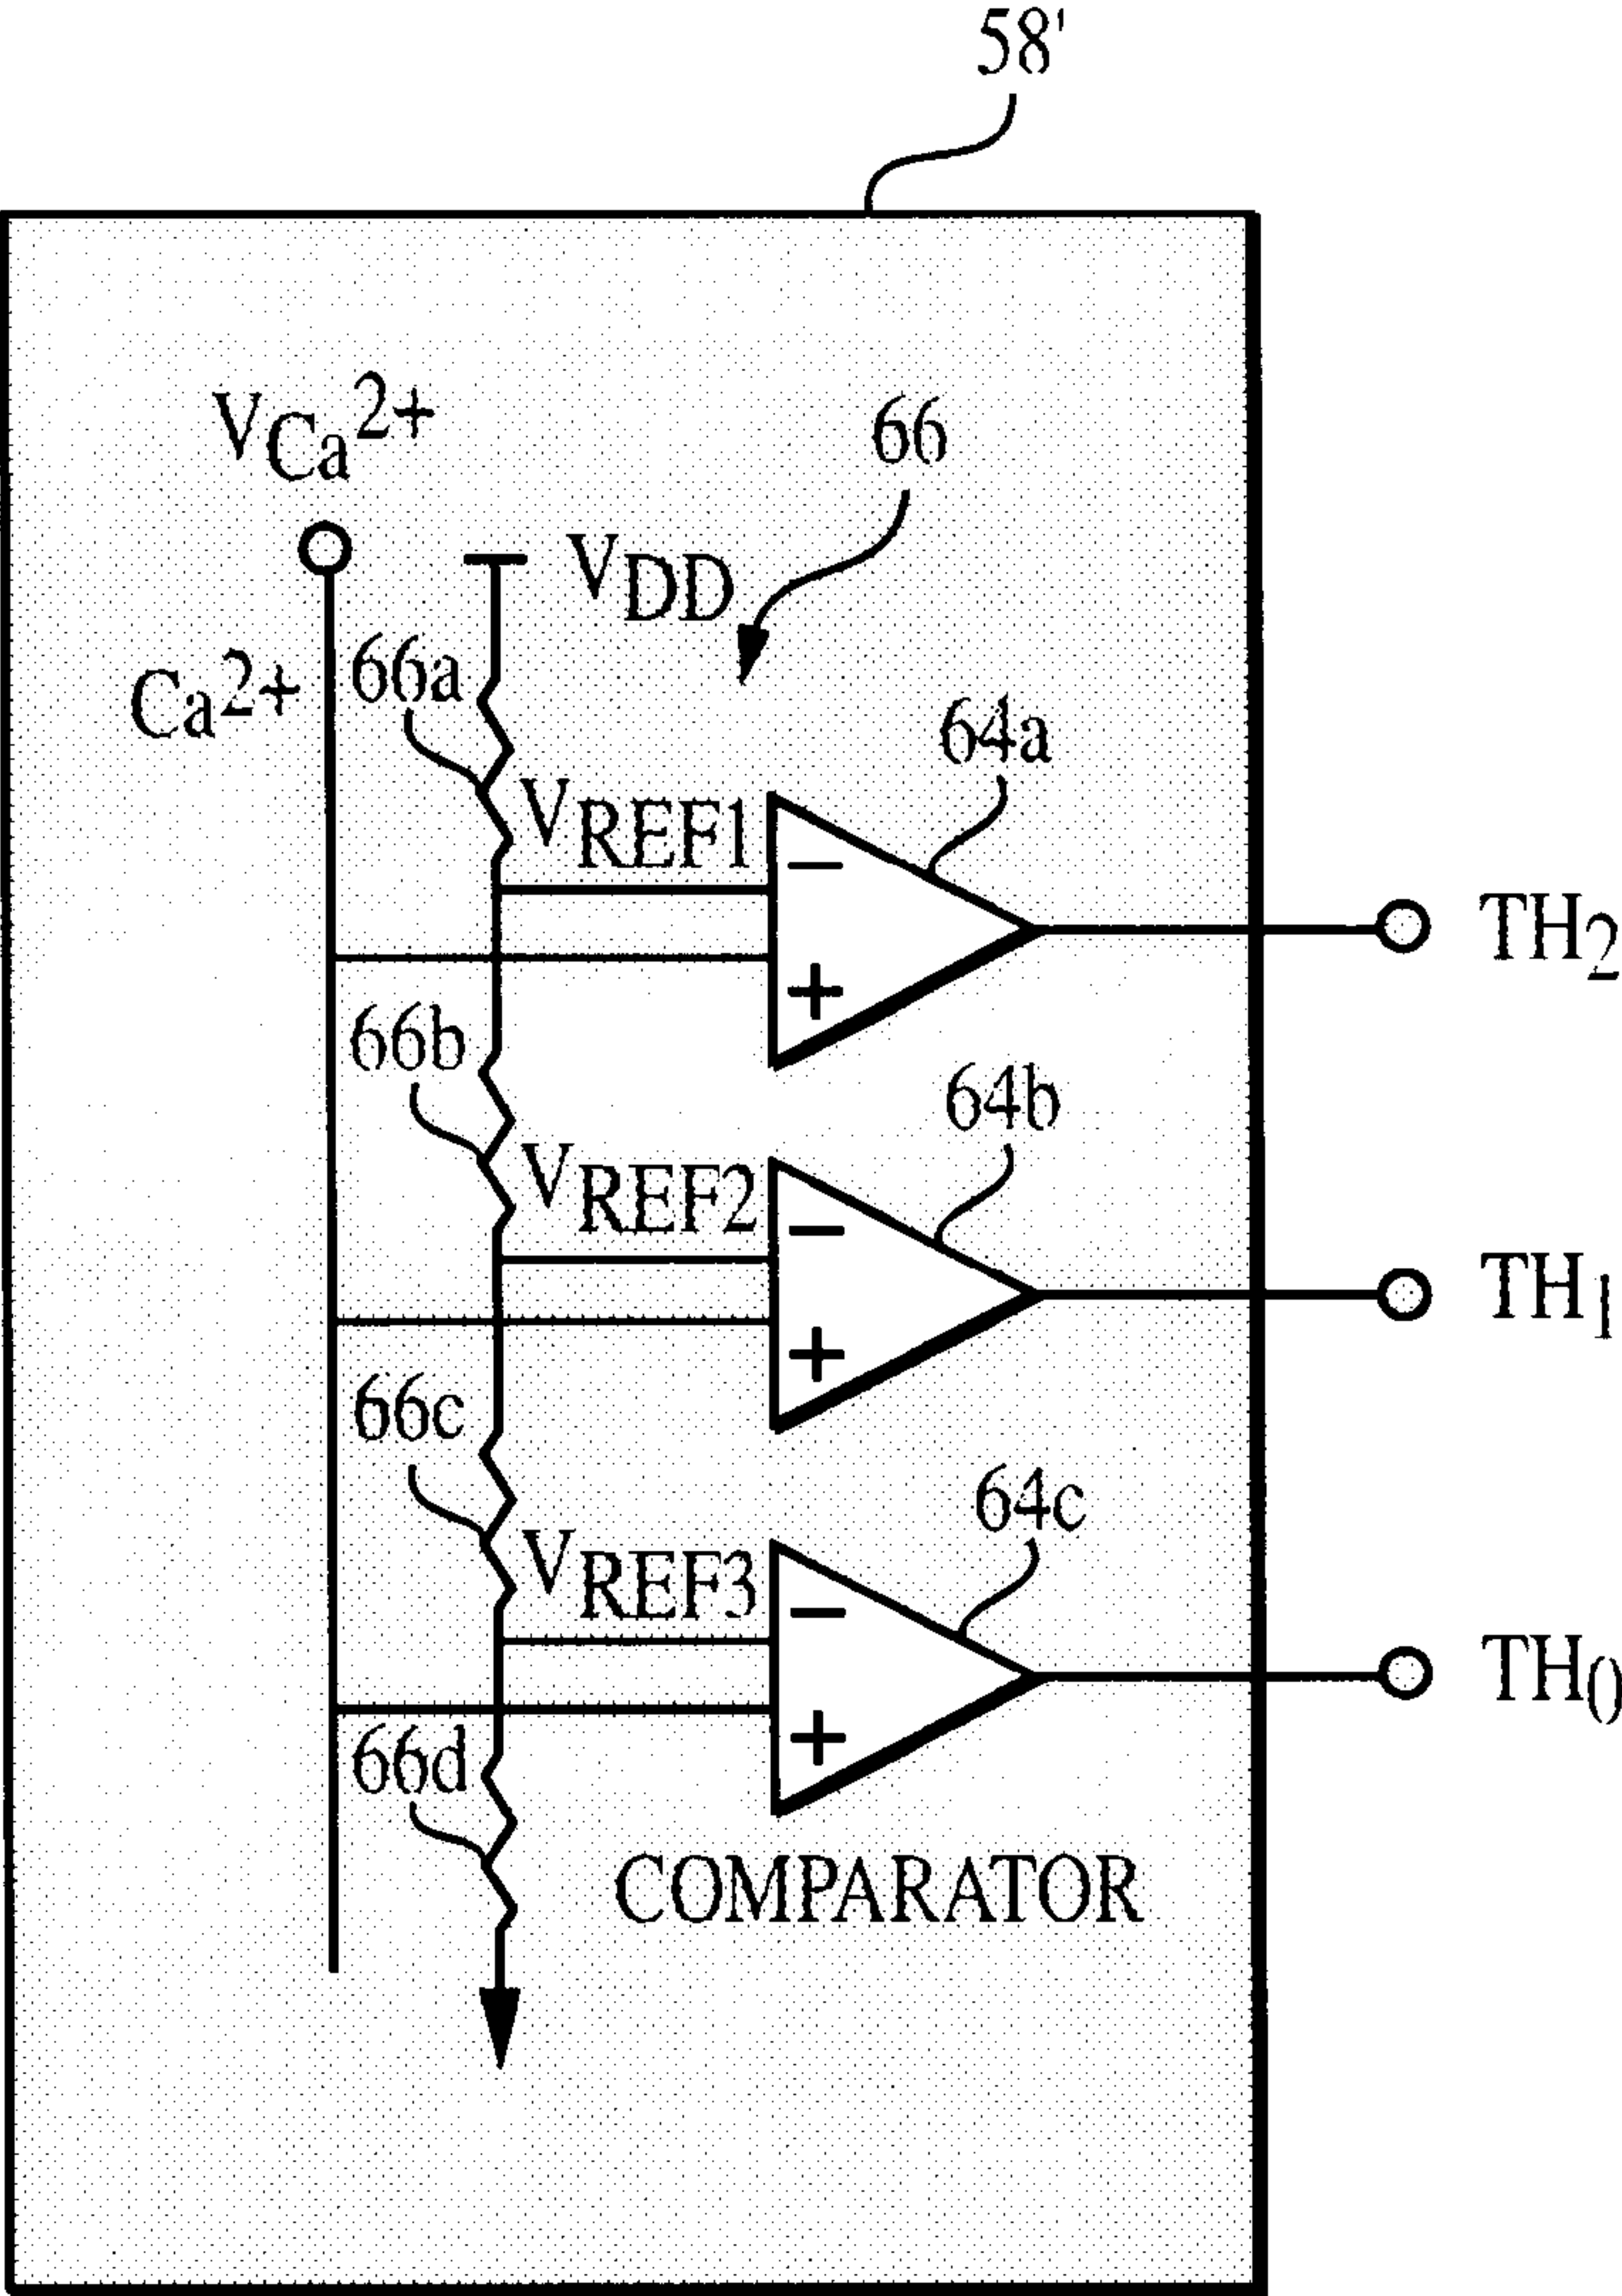 58'
VCa2+
66
VDD
Ca2+
66a
64a
VREF1
−
TH2
+
66b
64b
VREF2
−
TH1
+
66c
64c
VREF3
−
TH0
+
66d
COMPARATOR